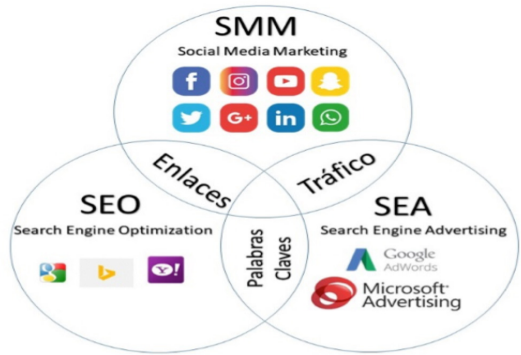 SMM
Social Media Marketing
f
G+
in
Enlaces
Tráfico
SEO
Search Engine Optimization
Y!
SEA
Search Engine Advertising
Google
AdWords
Microsoft
Advertising
Palabras
Claves